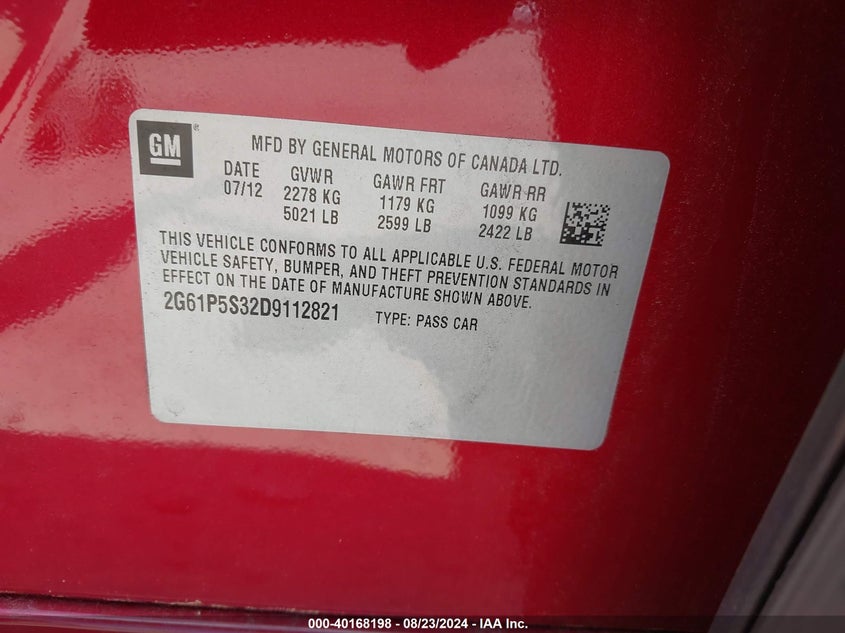 GM®
MFD BY GENERAL MOTORS OF CANADA LTD.
DATE GVWR GAWR FRT GAWR RR
07/12 2278 KG 1179 KG 1099 KG
5021 LB 2599 LB 2422 LB
THIS VEHICLE CONFORMS TO ALL APPLICABLE U.S. FEDERAL MOTOR
VEHICLE SAFETY, BUMPER, AND THEFT PREVENTION STANDARDS IN
EFFECT ON THE DATE OF MANUFACTURE SHOWN ABOVE.
2G61P5S32D9112821 TYPE: PASS CAR
000-40168198 - 08/23/2024 - IAA Inc.